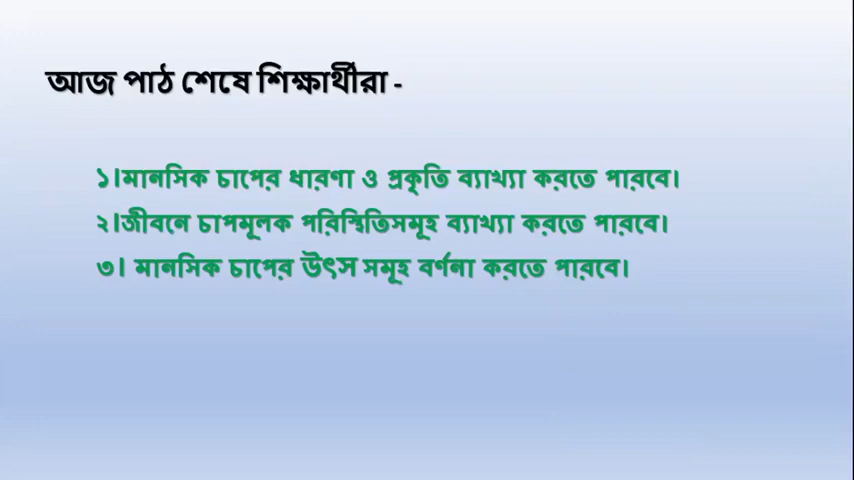 আজ পাঠ শেষে শিক্ষার্থীরা -
১।মানসিক চাপের ধারণা ও প্রকৃতি ব্যাখ্যা করতে পারবে।
২।জীবনে চাপমূলক পরিস্থিতিসমূহ ব্যাখ্যা করতে পারবে।
৩। মানসিক চাপের উৎস সমূহ বর্ণনা করতে পারবে।